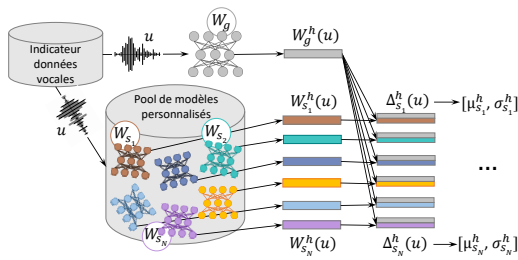 Indicateur
données
vocales
u
W_g
W_g^h(u)
u
Pool de modèles
personnalisés
W_{s_1}
W_{s_2}
W_{s_N}
W_{s_1}^h(u)
Δ_{s_1}^h(u)
[μ_{s_1}^h, σ_{s_1}^h]
...
W_{s_N}^h(u)
Δ_{s_N}^h(u)
[μ_{s_N}^h, σ_{s_N}^h]